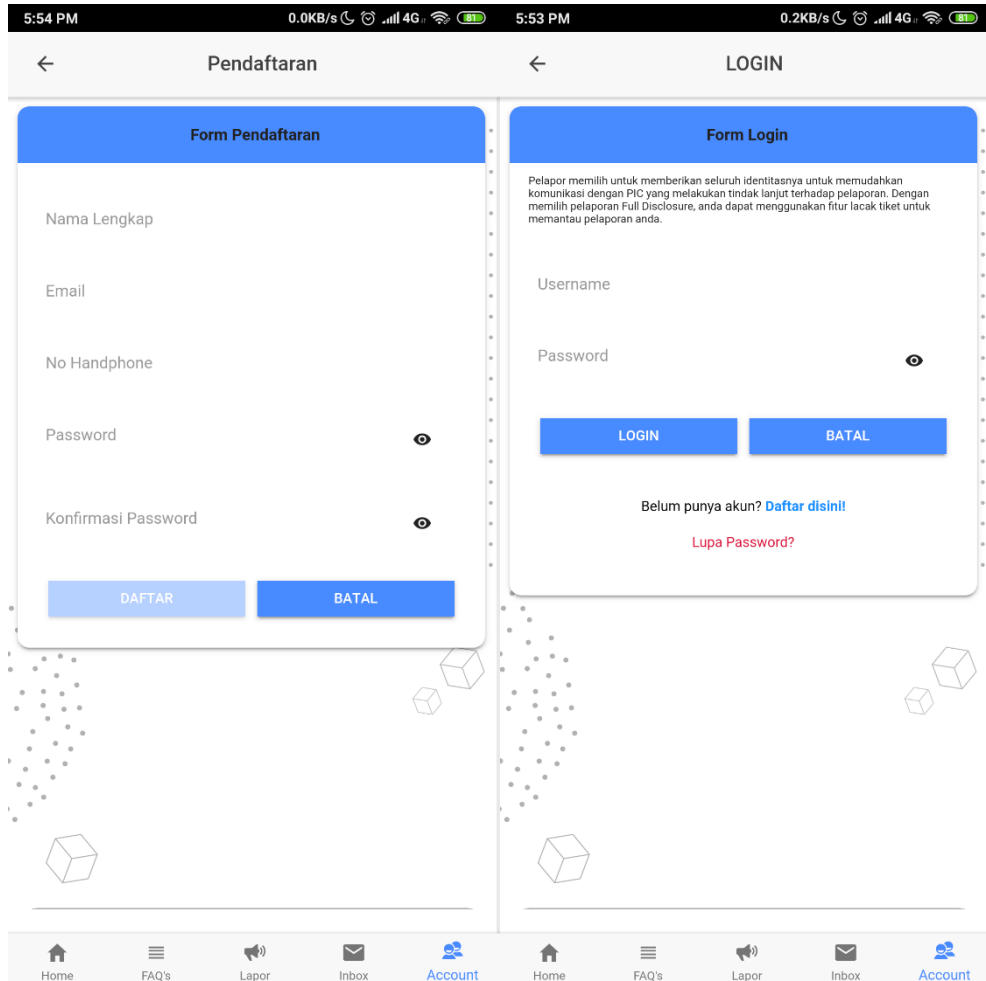 5:54 PM
0.0KB/s
4G
81
Pendaftaran
Form Pendaftaran
Nama Lengkap
Email
No Handphone
Password
Konfirmasi Password
DAFTAR
BATAL
Home
FAQ's
Lapor
Inbox
Account
5:53 PM
0.2KB/s
4G
81
LOGIN
Form Login
Pelapor memilih untuk memberikan seluruh identitasnya untuk memudahkan
komunikasi dengan PIC yang melakukan tindak lanjut terhadap pelaporan. Dengan
memilih pelaporan Full Disclosure, anda dapat menggunakan fitur lacak tiket untuk
memantau pelaporan anda.
Username
Password
LOGIN
BATAL
Belum punya akun? Daftar disini!
Lupa Password?
Home
FAQ's
Lapor
Inbox
Account